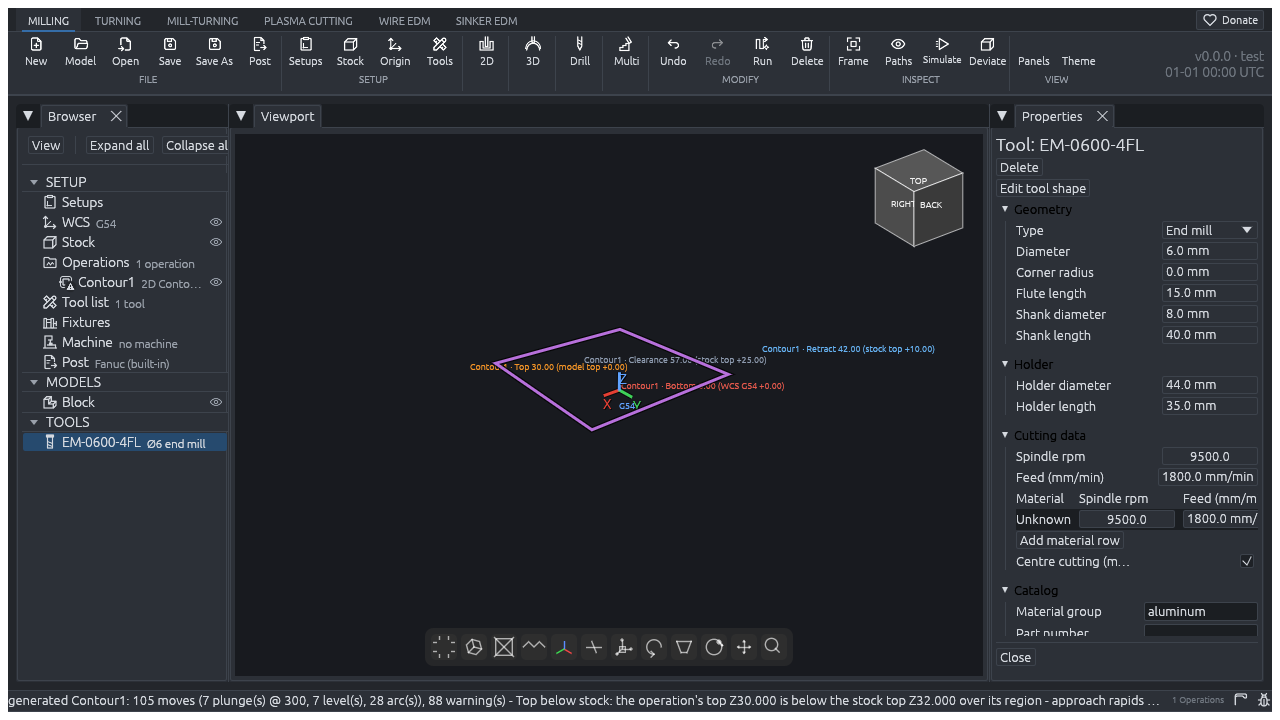 MILLING TURNING MILL-TURNING PLASMA CUTTING WIRE EDM SINKER EDM Donate
New Model Open Save Save As Post Setups Stock Origin Tools 2D 3D Drill Multi Undo Redo Run Delete Frame Paths Simulate Deviate Panels Theme
FILE SETUP MODIFY INSPECT VIEW
v0.0.0 · test
01-01 00:00 UTC
Browser
View Expand all Collapse al
SETUP
Setups
WCS G54
Stock
Operations 1 operation
Contour1 2D Conto...
Tool list 1 tool
Fixtures
Machine no machine
Post Fanuc (built-in)
MODELS
Block
TOOLS
EM-0600-4FL Ø6 end mill
Viewport
TOP
RIGHT BACK
Contour1 · Retract 42.00 (stock top +10.00)
Contour1 · Clearance 57.00 (stock top +25.00)
Contour1 · Top 30.00 (model top +0.00)
Contour1 · Bottom 0.00 (WCS G54 +0.00)
Z
X G54 Y
Properties
Tool: EM-0600-4FL
Delete
Edit tool shape
Geometry
Type End mill
Diameter 6.0 mm
Corner radius 0.0 mm
Flute length 15.0 mm
Shank diameter 8.0 mm
Shank length 40.0 mm
Holder
Holder diameter 44.0 mm
Holder length 35.0 mm
Cutting data
Spindle rpm 9500.0
Feed (mm/min) 1800.0 mm/min
Material Spindle rpm Feed (mm/m
Unknown 9500.0 1800.0 mm/
Add material row
Centre cutting (m...
Catalog
Material group aluminum
Part number
Close
generated Contour1: 105 moves (7 plunge(s) @ 300, 7 level(s), 28 arc(s)), 88 warning(s) - Top below stock: the operation's top Z30.000 is below the stock top Z32.000 over its region - approach rapids ...
1 Operations